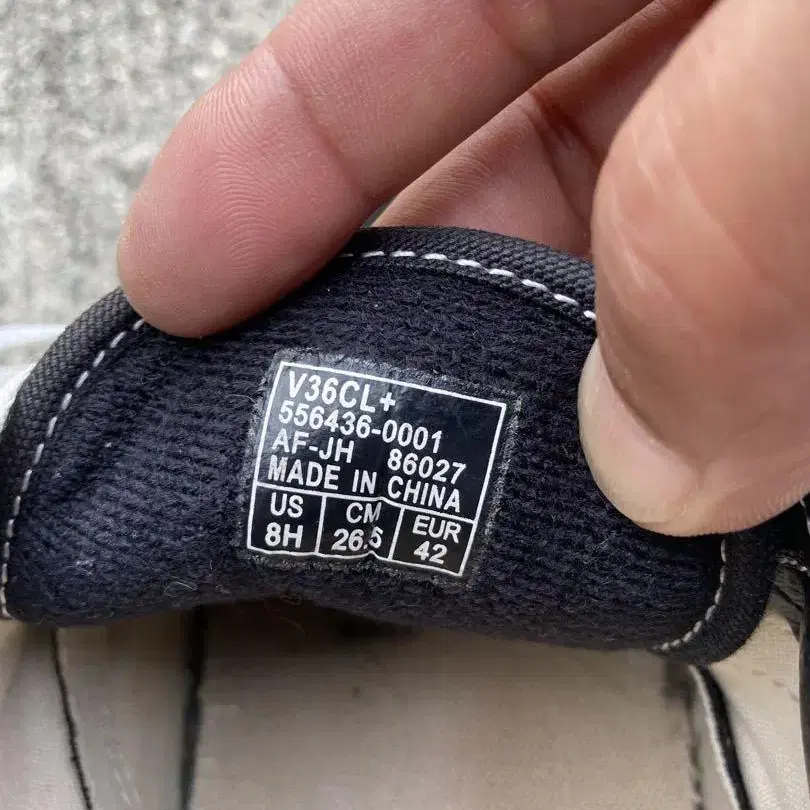 V36CL+
556436-0001
AF-JH 86027
MADE IN CHINA
US CM EUR
8H 26.5 42